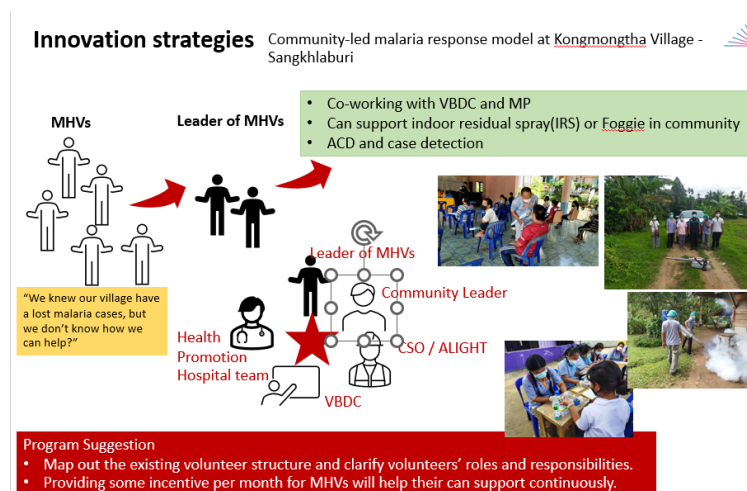 Innovation strategies
Community-led malaria response model at Kongmongtha Village -
Sangkhlaburi
MHVs
Leader of MHVs
• Co-working with VBDC and MP
• Can support indoor residual spray(IRS) or Foggie in community
• ACD and case detection
“We knew our village have
a lost malaria cases, but
we don’t know how we
can help?”
Leader of MHVs
Community Leader
Health
Promotion
Hospital team
CSO / ALIGHT
VBDC
Program Suggestion
• Map out the existing volunteer structure and clarify volunteers’ roles and responsibilities.
• Providing some incentive per month for MHVs will help their can support continuously.